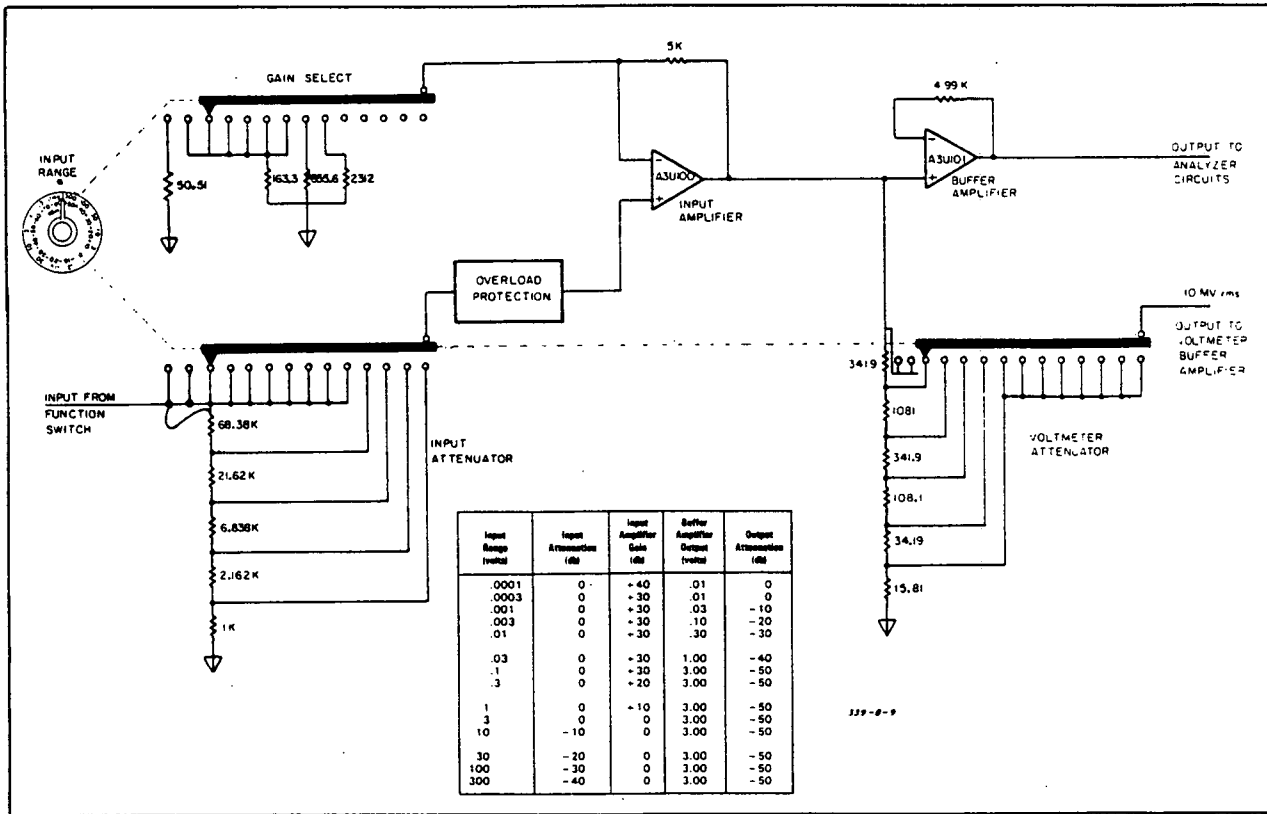 GAIN SELECT
INPUT
RANGE
50.51
163.3
555.6
2312
5K
A3U100
INPUT
AMPLIFIER
4.99K
A3U101
BUFFER
AMPLIFIER
OUTPUT TO
ANALYZER
CIRCUITS
OVERLOAD
PROTECTION
INPUT FROM
FUNCTION
SWITCH
68.38K
21.62K
6.838K
2.162K
1K
INPUT
ATTENUATOR
3419
1081
341.9
108.1
34.19
15.81
10 MV rms
OUTPUT TO
VOLTMETER
BUFFER
AMPLIFIER
VOLTMETER
ATTENUATOR
Input Range (volts) Input Attenuation (db) Input Amplifier Gain (db) Buffer Amplifier Output (volts) Output Attenuation (db)
.0001 0 +40 .01 0
.0003 0 +30 .01 0
.001 0 +30 .03 -10
.003 0 +30 .10 -20
.01 0 +30 .30 -30
.03 0 +30 1.00 -40
.1 0 +30 3.00 -50
.3 0 +20 3.00 -50
1 0 +10 3.00 -50
3 0 0 3.00 -50
10 -10 0 3.00 -50
30 -20 0 3.00 -50
100 -30 0 3.00 -50
300 -40 0 3.00 -50
339-B-9